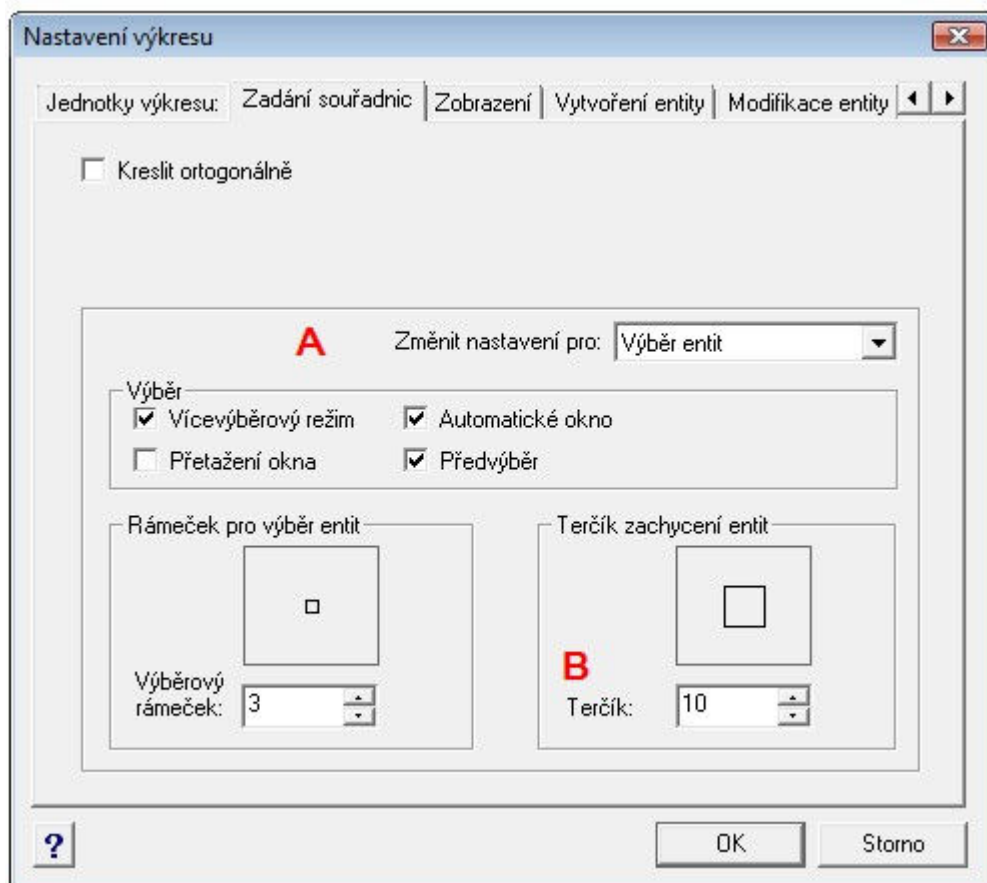 Nastavení výkresu
Jednotky výkresu: Zadání souřadnic Zobrazení Vytvoření entity Modifikace entity
Kreslit ortogonálně
A Změnit nastavení pro: Výběr entit
Výběr
Vícevýběrový režim Automatické okno
Přetažení okna Předvýběr
Rámeček pro výběr entit Terčík zachycení entit
B
Výběrový
rámeček: 3 Terčík: 10
? OK Storno